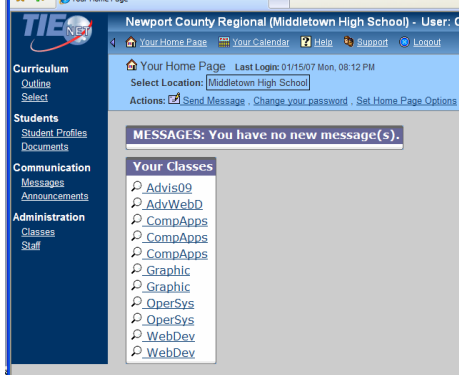 Your Home Page
TIENET
Newport County Regional (Middletown High School) - User:
Your Home Page Your Calendar Help Support Logout
Your Home Page Last Login: 01/15/07 Mon, 08:12 PM
Select Location: Middletown High School
Actions: Send Message . Change your password . Set Home Page Options
Curriculum
Outline
Select
Students
Student Profiles
Documents
Communication
Messages
Announcements
Administration
Classes
Staff
MESSAGES: You have no new message(s).
Your Classes
Advis09
AdvWebD
CompApps
CompApps
CompApps
Graphic
Graphic
OperSys
OperSys
WebDev
WebDev